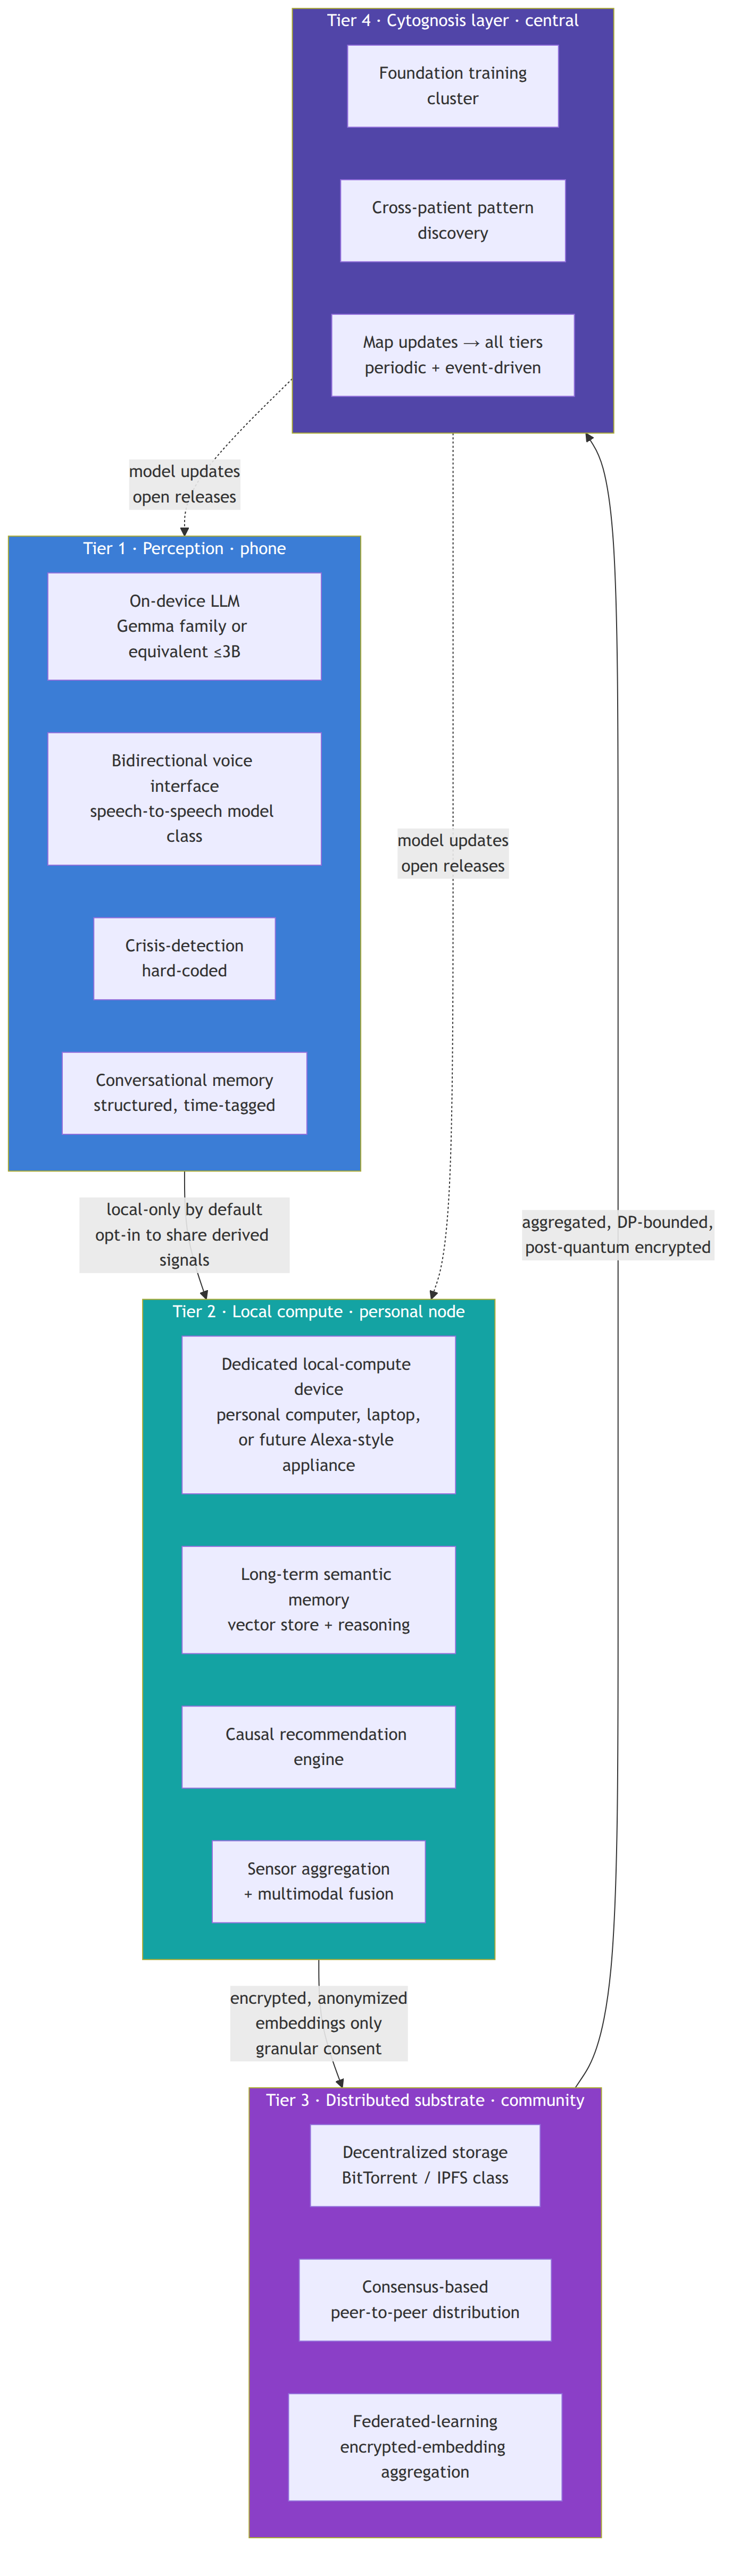 Tier 4 · Cytognosis layer · central
Foundation training
cluster
Cross-patient pattern
discovery
Map updates → all tiers
periodic + event-driven
model updates
open releases
Tier 1 · Perception · phone
On-device LLM
Gemma family or
equivalent ≤3B
Bidirectional voice
interface
speech-to-speech model
class
Crisis-detection
hard-coded
Conversational memory
structured, time-tagged
model updates
open releases
local-only by default
opt-in to share derived
signals
aggregated, DP-bounded,
post-quantum encrypted
Tier 2 · Local compute · personal node
Dedicated local-compute
device
personal computer, laptop,
or future Alexa-style
appliance
Long-term semantic
memory
vector store + reasoning
Causal recommendation
engine
Sensor aggregation
+ multimodal fusion
encrypted, anonymized
embeddings only
granular consent
Tier 3 · Distributed substrate · community
Decentralized storage
BitTorrent / IPFS class
Consensus-based
peer-to-peer distribution
Federated-learning
encrypted-embedding
aggregation